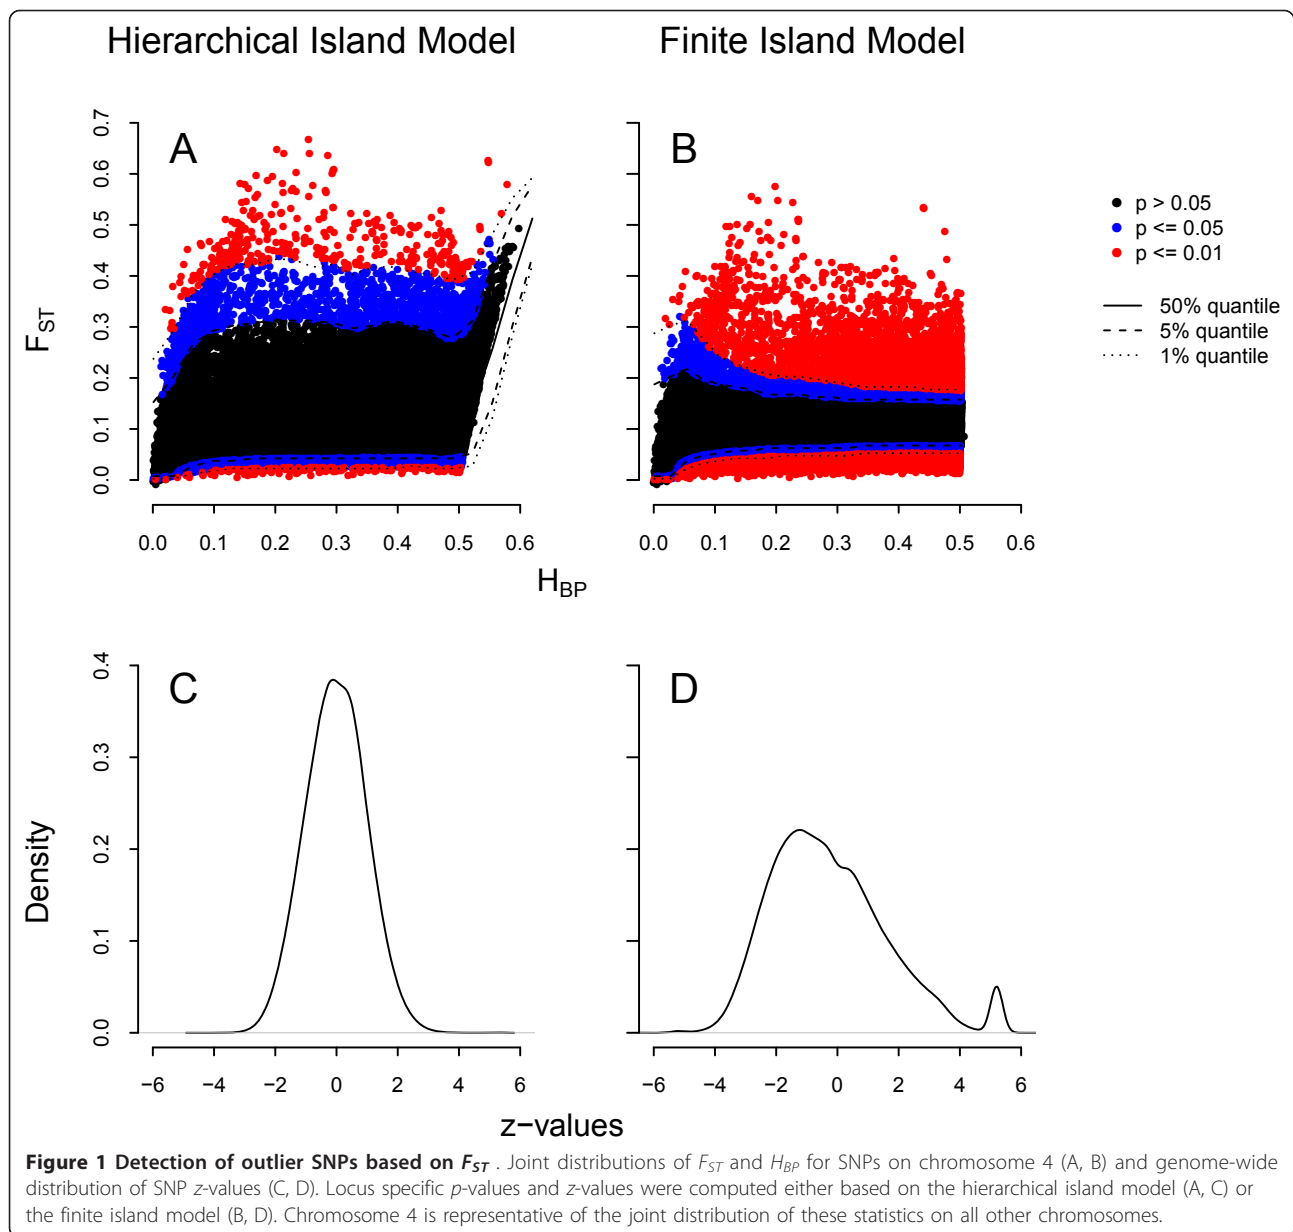 Hierarchical Island Model
Finite Island Model
A
B
F_ST
0.0 0.1 0.2 0.3 0.4 0.5 0.6 0.7
0.0 0.1 0.2 0.3 0.4 0.5 0.6
0.0 0.1 0.2 0.3 0.4 0.5 0.6
H_BP
p > 0.05
p <= 0.05
p <= 0.01
50% quantile
5% quantile
1% quantile
C
D
Density
0.0 0.1 0.2 0.3 0.4
−6 −4 −2 0 2 4 6
−6 −4 −2 0 2 4 6
z−values
Figure 1 Detection of outlier SNPs based on F_ST . Joint distributions of F_ST and H_BP for SNPs on chromosome 4 (A, B) and genome-wide
distribution of SNP z-values (C, D). Locus specific p-values and z-values were computed either based on the hierarchical island model (A, C) or
the finite island model (B, D). Chromosome 4 is representative of the joint distribution of these statistics on all other chromosomes.